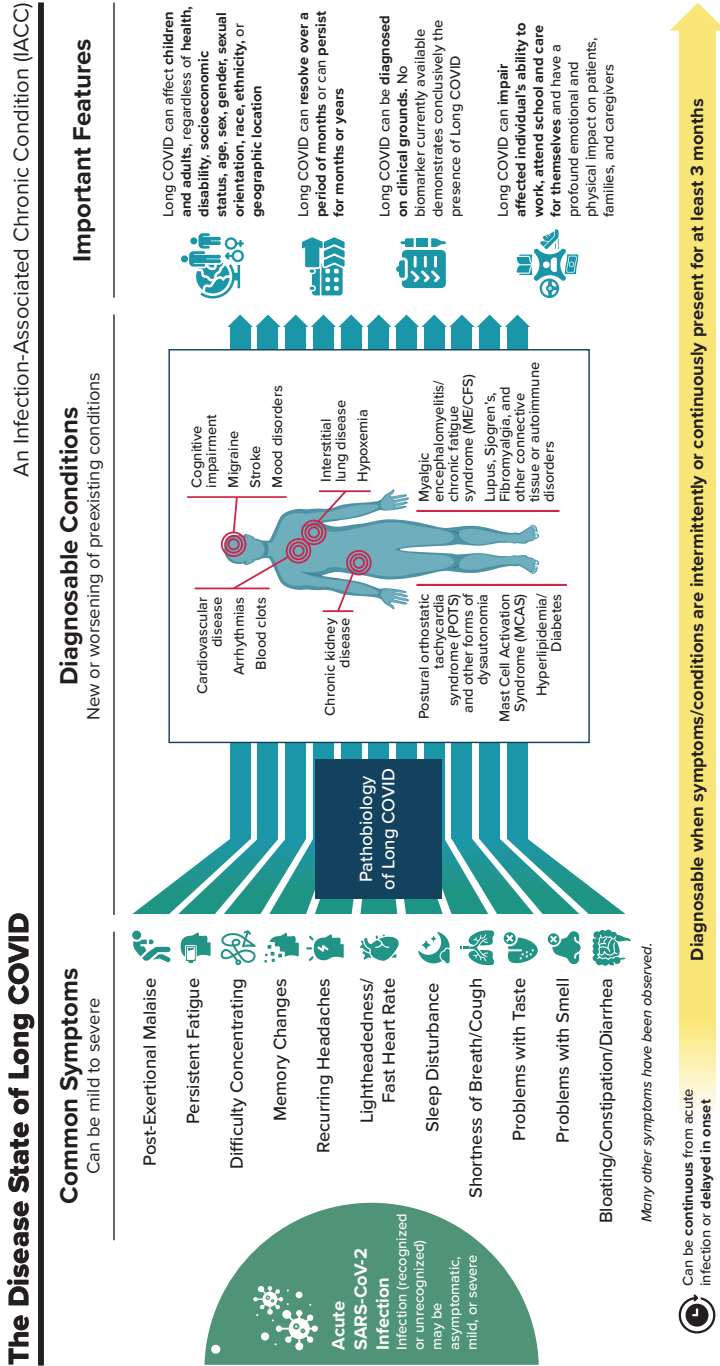 The Disease State of Long COVID
An Infection-Associated Chronic Condition (IACC)
Acute
SARS-CoV-2
Infection
Infection (recognized
or unrecognized)
may be
asymptomatic,
mild, or severe
Common Symptoms
Can be mild to severe
Post-Exertional Malaise
Persistent Fatigue
Difficulty Concentrating
Memory Changes
Recurring Headaches
Lightheadedness/
Fast Heart Rate
Sleep Disturbance
Shortness of Breath/Cough
Problems with Taste
Problems with Smell
Bloating/Constipation/Diarrhea
Many other symptoms have been observed.
Pathobiology
of Long COVID
Diagnosable Conditions
New or worsening of preexisting conditions
Cardiovascular
disease
Arrhythmias
Blood clots
Chronic kidney
disease
Postural orthostatic
tachycardia
syndrome (POTS)
and other forms of
dysautonomia
Mast Cell Activation
Syndrome (MCAS)
Hyperlipidemia/
Diabetes
Cognitive
impairment
Migraine
Stroke
Mood disorders
Interstitial
lung disease
Hypoxemia
Myalgic
encephalomyelitis/
chronic fatigue
syndrome (ME/CFS)
Lupus, Sjogren's,
Fibromyalgia, and
other connective
tissue or autoimmune
disorders
Important Features
Long COVID can affect children
and adults, regardless of health,
disability, socioeconomic
status, age, sex, gender, sexual
orientation, race, ethnicity, or
geographic location
Long COVID can resolve over a
period of months or can persist
for months or years
Long COVID can be diagnosed
on clinical grounds. No
biomarker currently available
demonstrates conclusively the
presence of Long COVID
Long COVID can impair
affected individual's ability to
work, attend school and care
for themselves and have a
profound emotional and
physical impact on patients,
families, and caregivers
Can be continuous from acute
infection or delayed in onset
Diagnosable when symptoms/conditions are intermittently or continuously present for at least 3 months